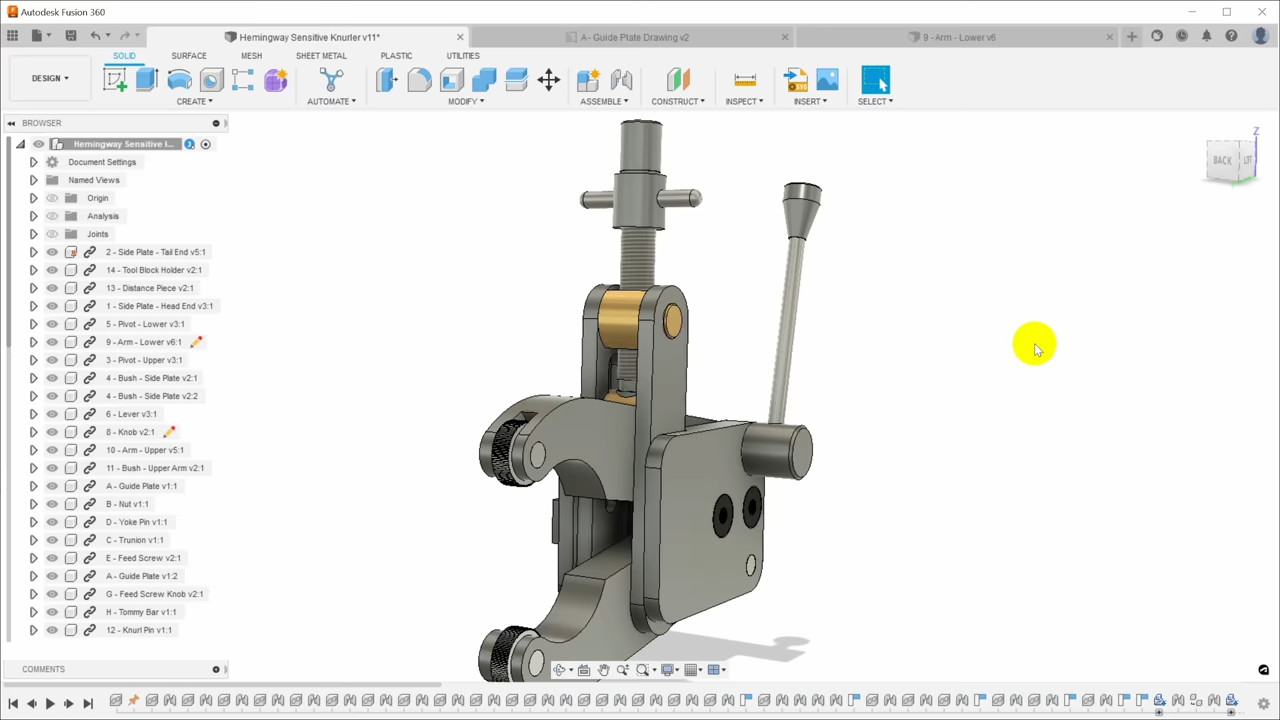 Autodesk Fusion 360
Hemingway Sensitive Knurler v11*
A - Guide Plate Drawing v2
9 - Arm - Lower v6
DESIGN
SOLID
SURFACE
MESH
SHEET METAL
PLASTIC
UTILITIES
CREATE
AUTOMATE
MODIFY
ASSEMBLE
CONSTRUCT
INSPECT
INSERT
SELECT
BROWSER
Hemingway Sensitive I...
Document Settings
Named Views
Origin
Analysis
Joints
2 - Side Plate - Tail End v5:1
14 - Tool Block Holder v2:1
13 - Distance Piece v2:1
1 - Side Plate - Head End v3:1
5 - Pivot - Lower v3:1
9 - Arm - Lower v6:1
3 - Pivot - Upper v3:1
4 - Bush - Side Plate v2:1
4 - Bush - Side Plate v2:2
6 - Lever v3:1
8 - Knob v2:1
10 - Arm - Upper v5:1
11 - Bush - Upper Arm v2:1
A - Guide Plate v1:1
B - Nut v1:1
D - Yoke Pin v1:1
C - Trunion v1:1
E - Feed Screw v2:1
A - Guide Plate v1:2
G - Feed Screw Knob v2:1
H - Tommy Bar v1:1
12 - Knurl Pin v1:1
COMMENTS
Z
BACK